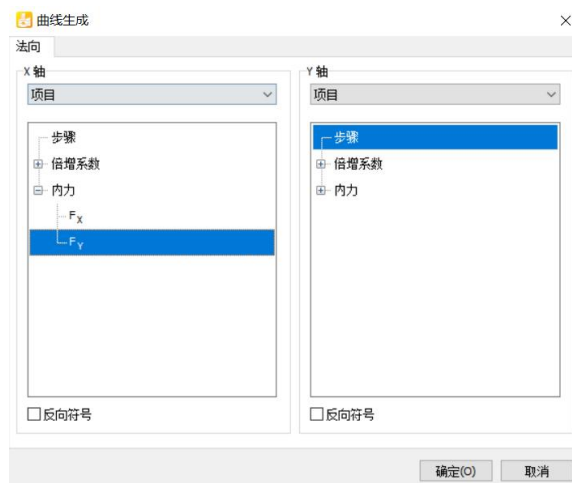 曲线生成
法向
X 轴
项目
步骤
倍增系数
内力
FX
FY
反向符号
Y 轴
项目
步骤
倍增系数
内力
反向符号
确定(O)
取消